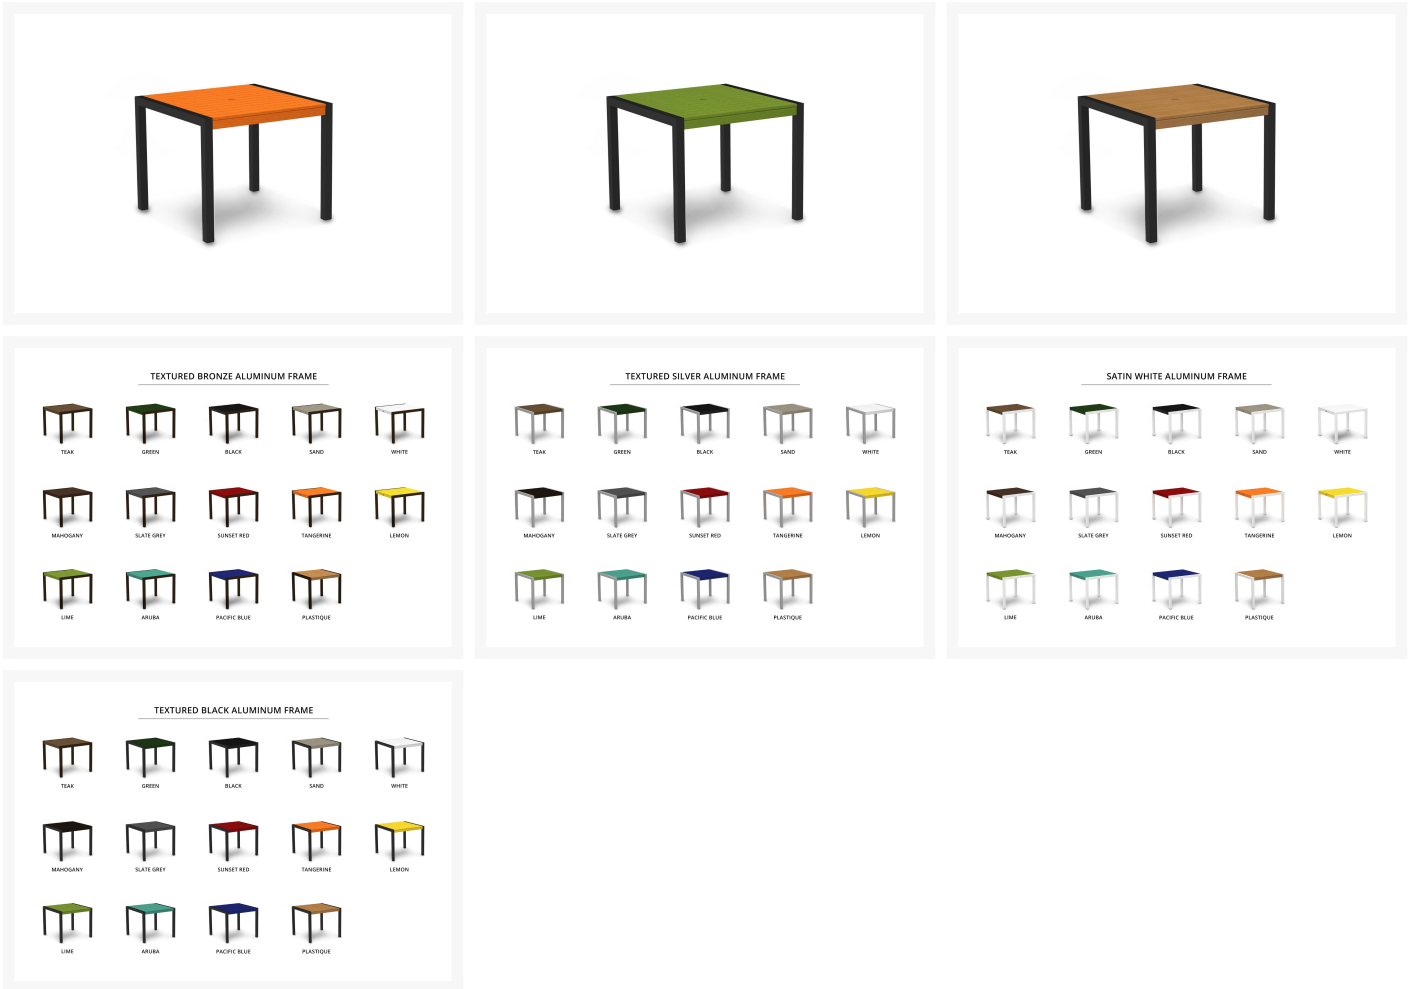 TEXTURED BRONZE ALUMINUM FRAME
TEAK GREEN BLACK SAND WHITE
MAHOGANY SLATE GREY SUNSET RED TANGERINE LEMON
LIME ARUBA PACIFIC BLUE PLASTIQUE
TEXTURED SILVER ALUMINUM FRAME
TEAK GREEN BLACK SAND WHITE
MAHOGANY SLATE GREY SUNSET RED TANGERINE LEMON
LIME ARUBA PACIFIC BLUE PLASTIQUE
SATIN WHITE ALUMINUM FRAME
TEAK GREEN BLACK SAND WHITE
MAHOGANY SLATE GREY SUNSET RED TANGERINE LEMON
LIME ARUBA PACIFIC BLUE PLASTIQUE
TEXTURED BLACK ALUMINUM FRAME
TEAK GREEN BLACK SAND WHITE
MAHOGANY SLATE GREY SUNSET RED TANGERINE LEMON
LIME ARUBA PACIFIC BLUE PLASTIQUE